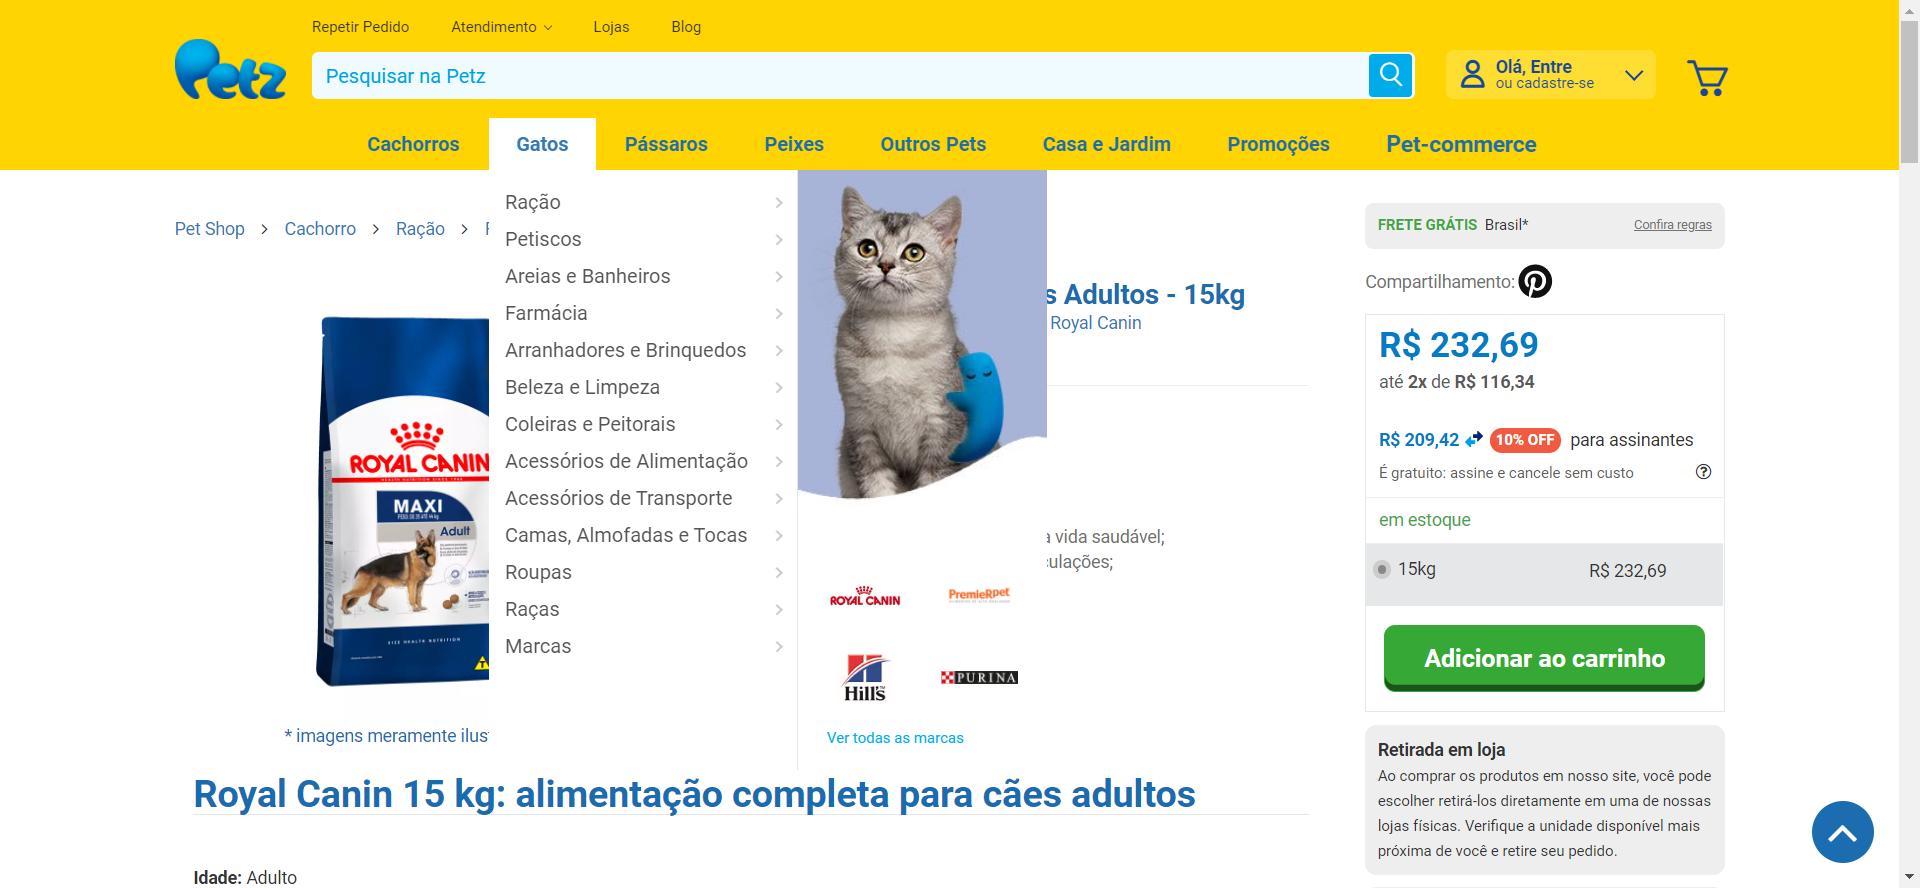 Repetir Pedido
Atendimento
Lojas
Blog
Petz
Pesquisar na Petz
Olá, Entre
ou cadastre-se
Cachorros
Gatos
Pássaros
Peixes
Outros Pets
Casa e Jardim
Promoções
Pet-commerce
Pet Shop
Cachorro
Ração
Ração
Petiscos
Areias e Banheiros
Farmácia
Arranhadores e Brinquedos
Beleza e Limpeza
Coleiras e Peitorais
Acessórios de Alimentação
Acessórios de Transporte
Camas, Almofadas e Tocas
Roupas
Raças
Marcas
ROYAL CANIN
PremieRpet
Hill's
PURINA
Ver todas as marcas
s Adultos - 15kg
Royal Canin
a vida saudável;
culações;
ROYAL CANIN
MAXI
Adult
SIZE HEALTH NUTRITION
* imagens meramente ilus
Royal Canin 15 kg: alimentação completa para cães adultos
Idade: Adulto
FRETE GRÁTIS Brasil*
Confira regras
Compartilhamento:
R$ 232,69
até 2x de R$ 116,34
R$ 209,42 10% OFF para assinantes
É gratuito: assine e cancele sem custo
em estoque
15kg R$ 232,69
Adicionar ao carrinho
Retirada em loja
Ao comprar os produtos em nosso site, você pode
escolher retirá-los diretamente em uma de nossas
lojas físicas. Verifique a unidade disponível mais
próxima de você e retire seu pedido.